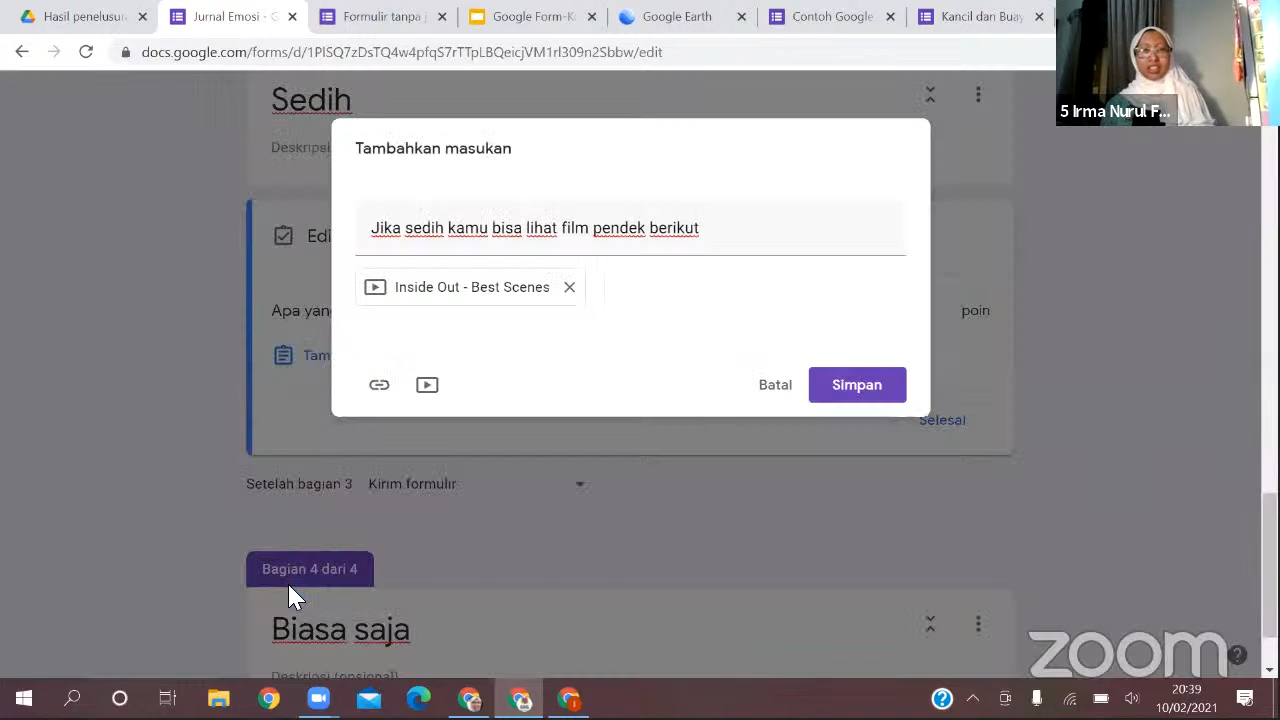 Hasi
Jurnal Emosi - G
Formulir tanpa j
Google Form-K
Google Earth
Contoh Google
Kancil dan Buay
docs.google.com/forms/d/1PlSQ7zDsTQ4w4pfqS7rTTpLBQeicjVM1rl309n2Sbbw/edit
5 Irma Nurul F...
Sedih
Deskripsi
Tambahkan masukan
Jika sedih kamu bisa lihat film pendek berikut
Edi
Inside Out - Best Scenes
Apa yang
poin
Tam
Batal
Simpan
Selesai
Setelah bagian 3 Kirim formulir
Bagian 4 dari 4
Biasa saja
Deskripsi (opsional)
zoom
20:39
10/02/2021